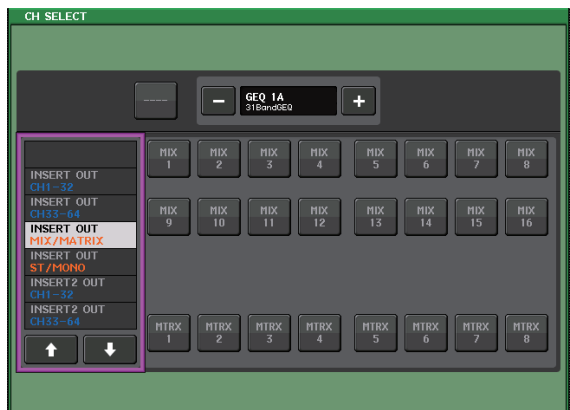 CH SELECT
----
−
GEQ 1A
31BandGEQ
+
INSERT OUT
CH1-32
INSERT OUT
CH33-64
INSERT OUT
MIX/MATRIX
INSERT OUT
ST/MONO
INSERT2 OUT
CH1-32
INSERT2 OUT
CH33-64
MIX 1
MIX 2
MIX 3
MIX 4
MIX 5
MIX 6
MIX 7
MIX 8
MIX 9
MIX 10
MIX 11
MIX 12
MIX 13
MIX 14
MIX 15
MIX 16
MTRX 1
MTRX 2
MTRX 3
MTRX 4
MTRX 5
MTRX 6
MTRX 7
MTRX 8